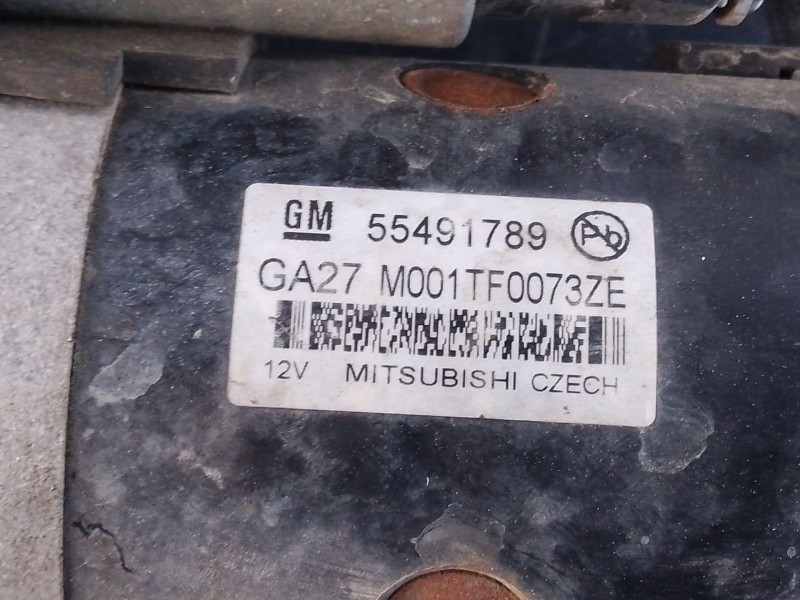 GM 55491789 Pb
GA27 M001TF0073ZE
12V MITSUBISHI CZECH